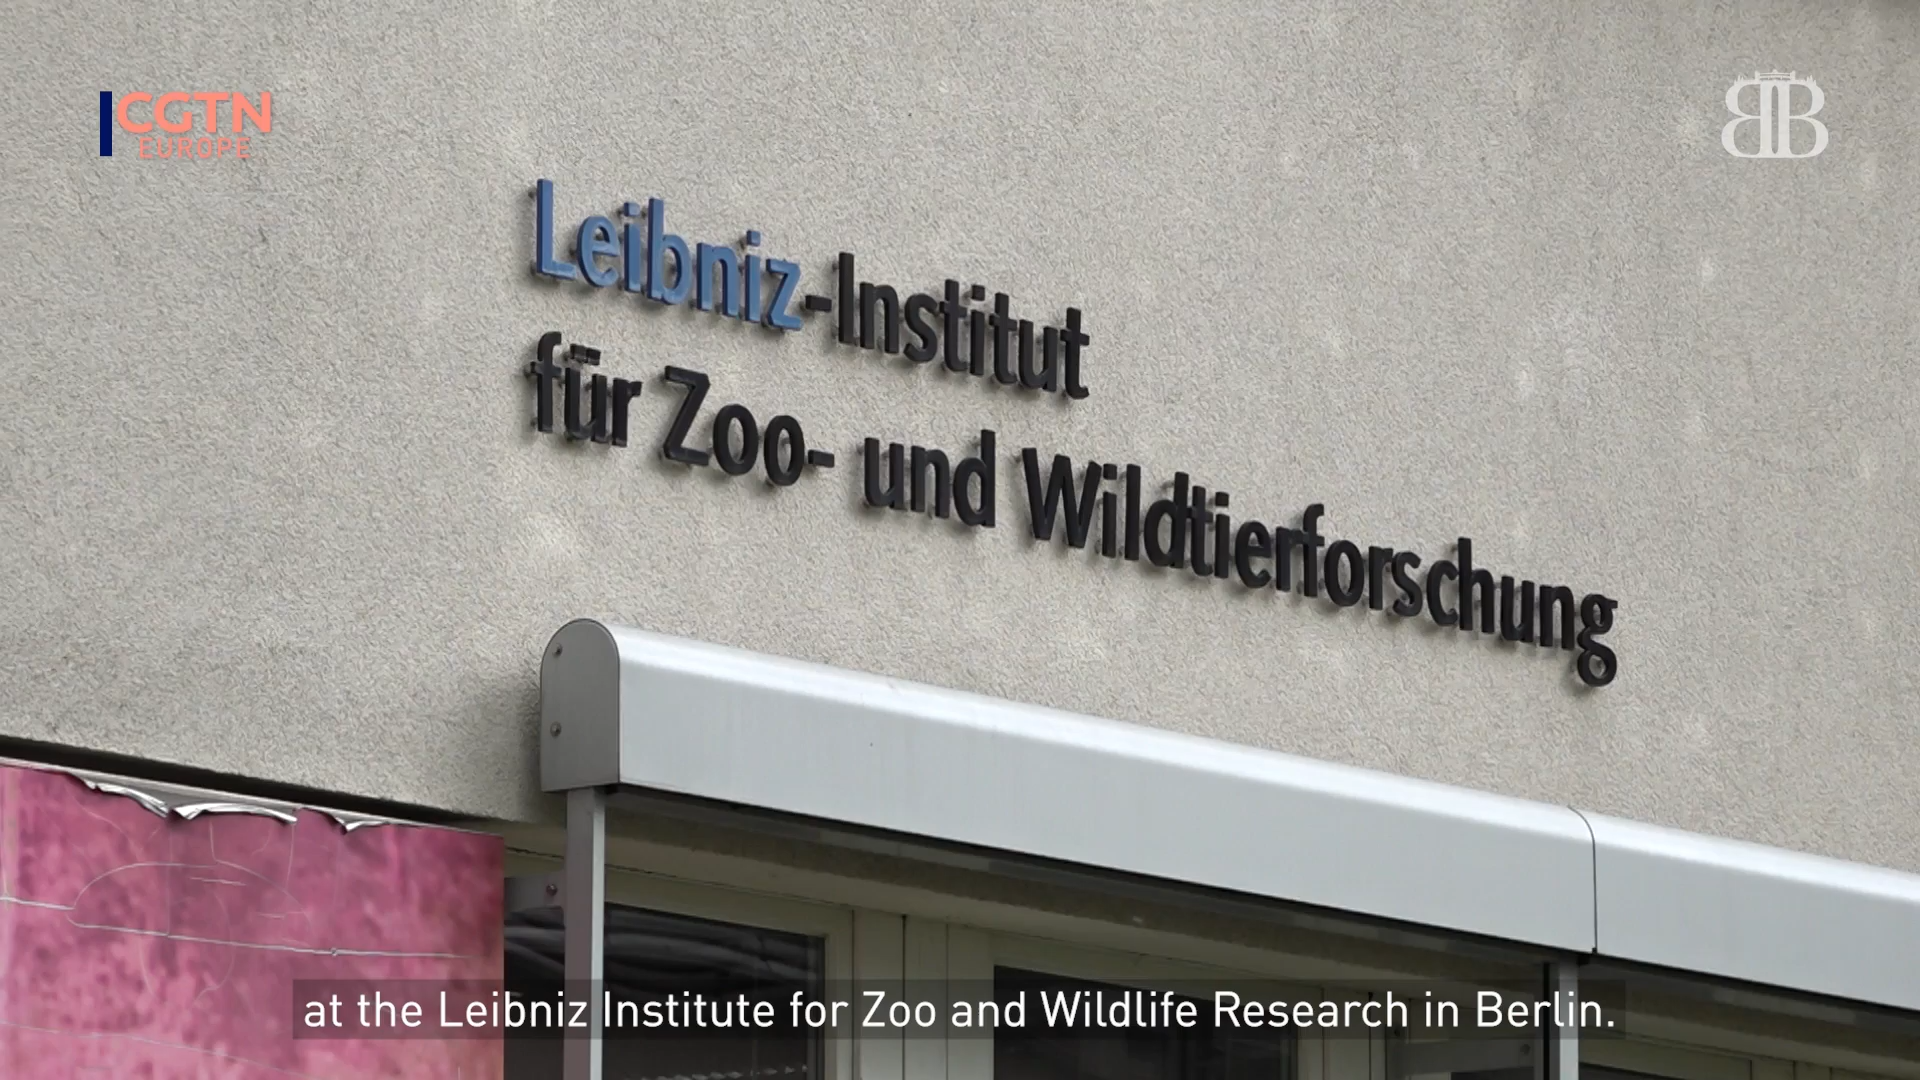 CGTN
EUROPE
Leibniz-Institut
für Zoo- und Wildtierforschung
at the Leibniz Institute for Zoo and Wildlife Research in Berlin.